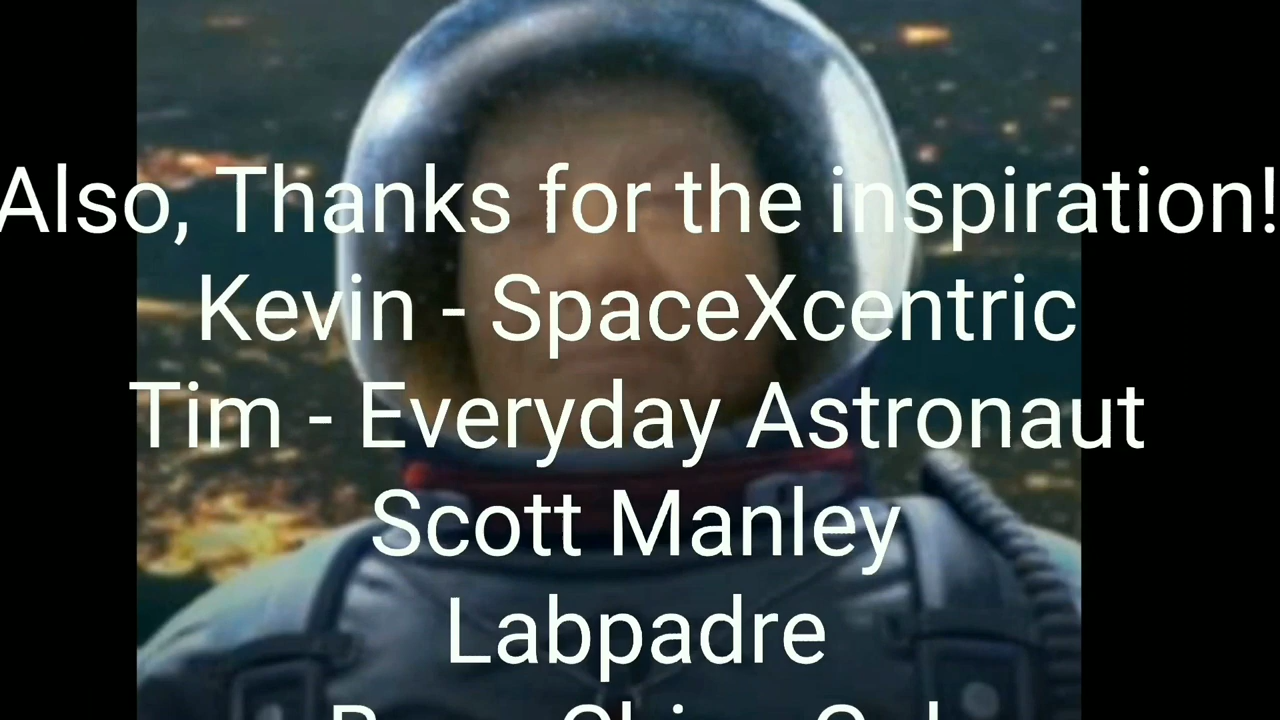 Also, Thanks for the inspiration!
Kevin - SpaceXcentric
Tim - Everyday Astronaut
Scott Manley
Labpadre